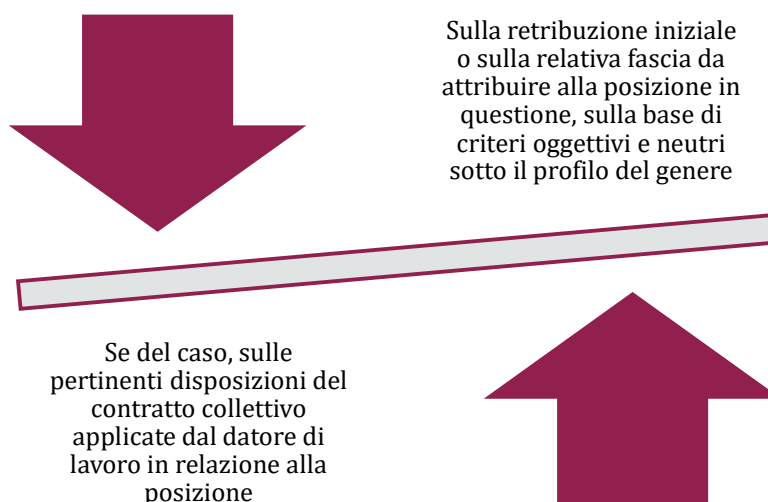 Sulla retribuzione iniziale
o sulla relativa fascia da
attribuire alla posizione in
questione, sulla base di
criteri oggettivi e neutri
sotto il profilo del genere
Se del caso, sulle
pertinenti disposizioni del
contratto collettivo
applicate dal datore di
lavoro in relazione alla
posizione